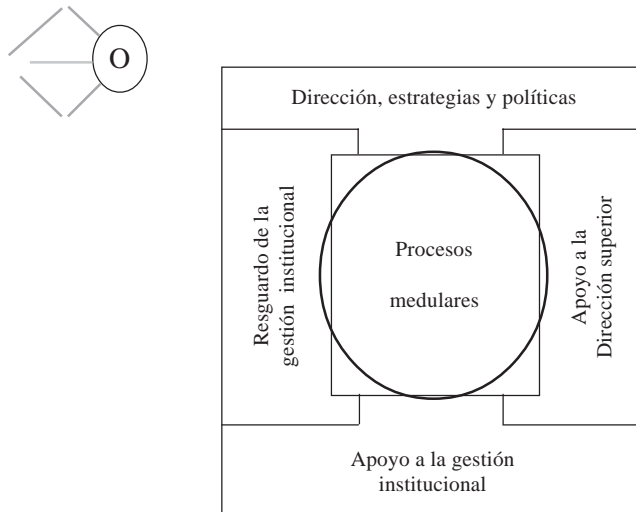 O
Dirección, estrategias y políticas
Resguardo de la
gestión institucional
Procesos
medulares
Apoyo a la
Dirección superior
Apoyo a la gestión
institucional